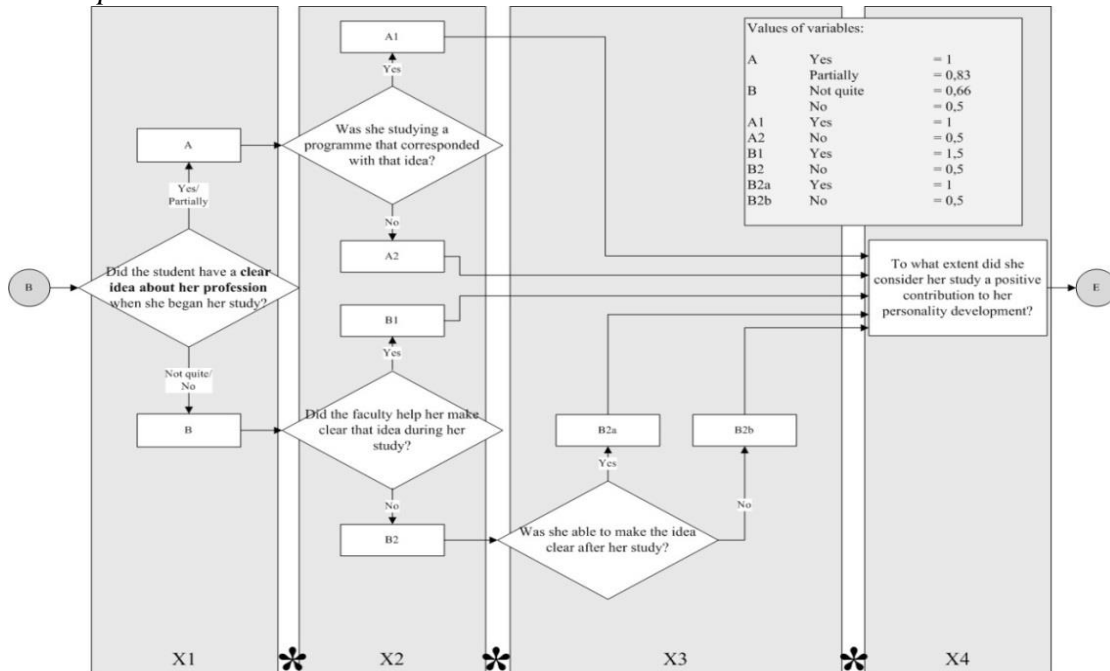 A1
Yes
Was she studying a
programme that corresponded
with that idea?
A
Yes/
Partially
No
A2
B
Did the student have a clear
idea about her profession
when she began her study?
B1
Yes
Not quite/
No
B
Did the faculty help her make
clear that idea during her
study?
No
B2
B2a
B2b
Yes
No
Was she able to make the idea
clear after her study?
Values of variables:
A Yes = 1
Partially = 0,83
B Not quite = 0,66
No = 0,5
A1 Yes = 1
A2 No = 0,5
B1 Yes = 1,5
B2 No = 0,5
B2a Yes = 1
B2b No = 0,5
To what extent did she
consider her study a positive
contribution to her
personality development?
E
X1 * X2 * X3 * X4